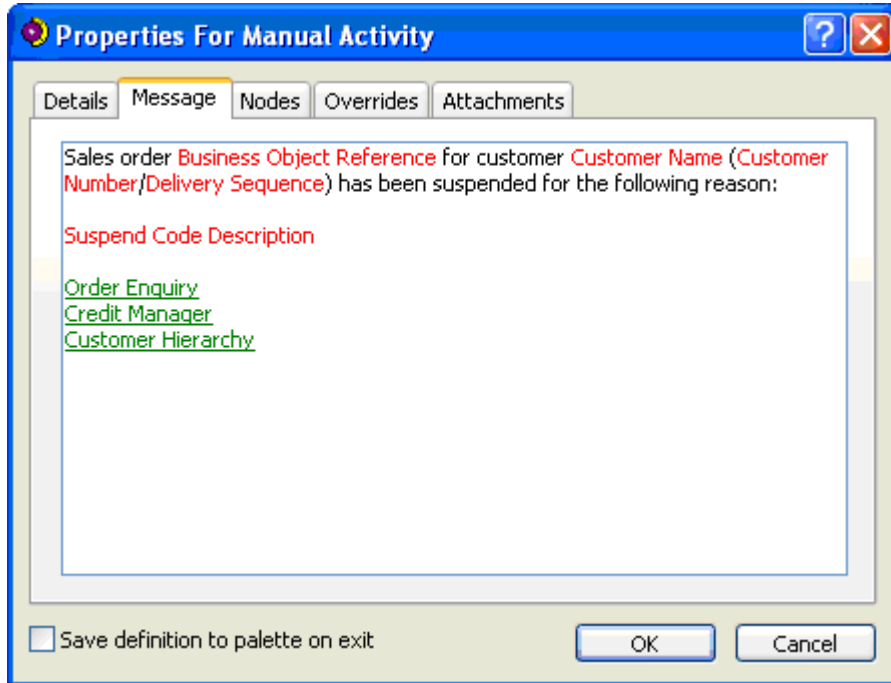 Properties For Manual Activity
Details Message Nodes Overrides Attachments
Sales order Business Object Reference for customer Customer Name (Customer
Number/Delivery Sequence) has been suspended for the following reason:
Suspend Code Description
Order Enquiry
Credit Manager
Customer Hierarchy
Save definition to palette on exit
OK Cancel